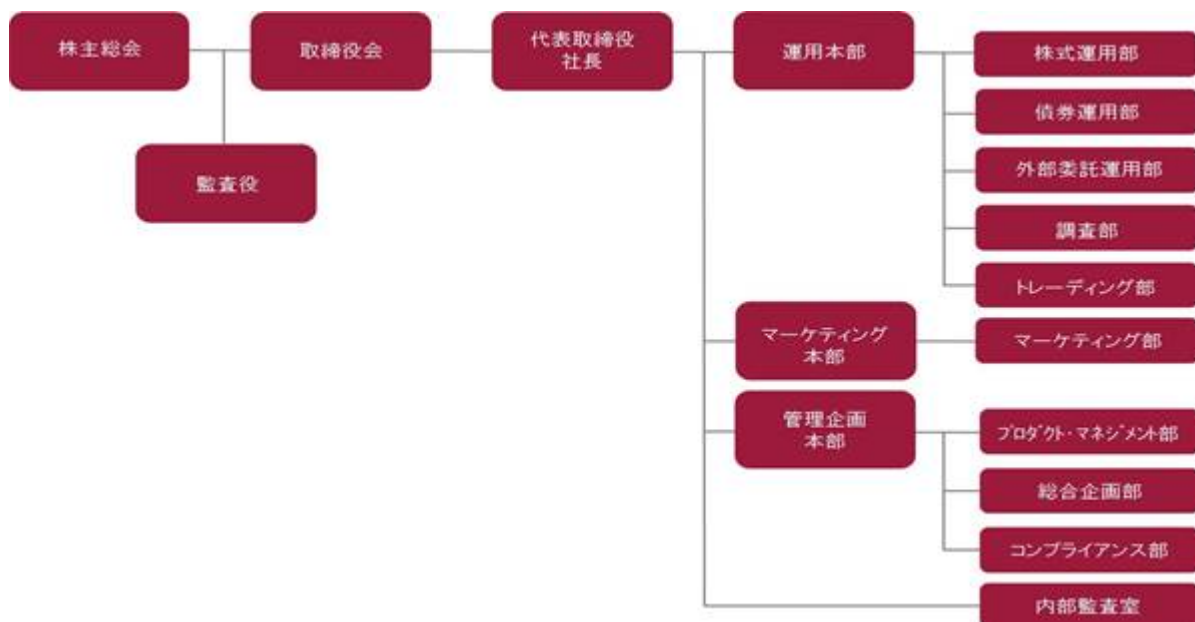 株主総会
取締役会
代表取締役
社長
運用本部
株式運用部
債券運用部
監査役
外部委託運用部
調査部
トレーディング部
マーケティング
本部
マーケティング部
管理企画
本部
プロダクト・マネジメント部
総合企画部
コンプライアンス部
内部監査室